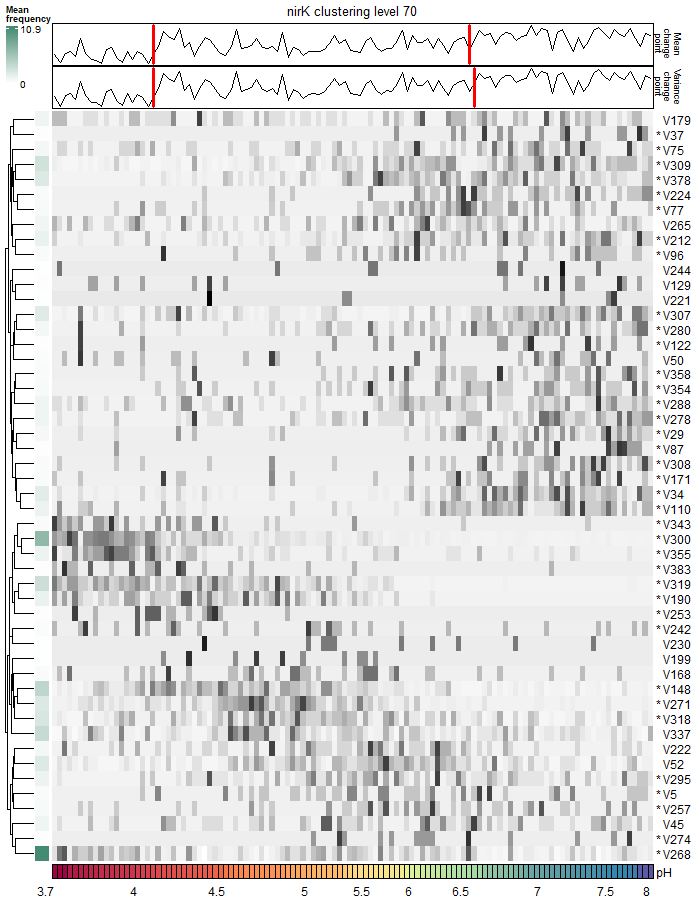 Mean
frequency
10.9
0
nirK clustering level 70
Mean
change
point
Variance
change
point
V179
* V37
* V75
* V309
* V378
* V224
* V77
V265
* V212
* V96
V244
V129
V221
* V307
* V280
* V122
V50
* V358
* V354
* V288
* V278
* V29
* V87
* V308
* V171
* V34
* V110
* V343
* V300
* V355
* V383
* V319
* V190
* V253
* V242
V230
V199
V168
* V148
* V271
* V318
V337
V222
V52
* V295
* V5
* V257
V45
* V274
* V268
pH
3.7 4 4.5 5 5.5 6 6.5 7 7.5 8